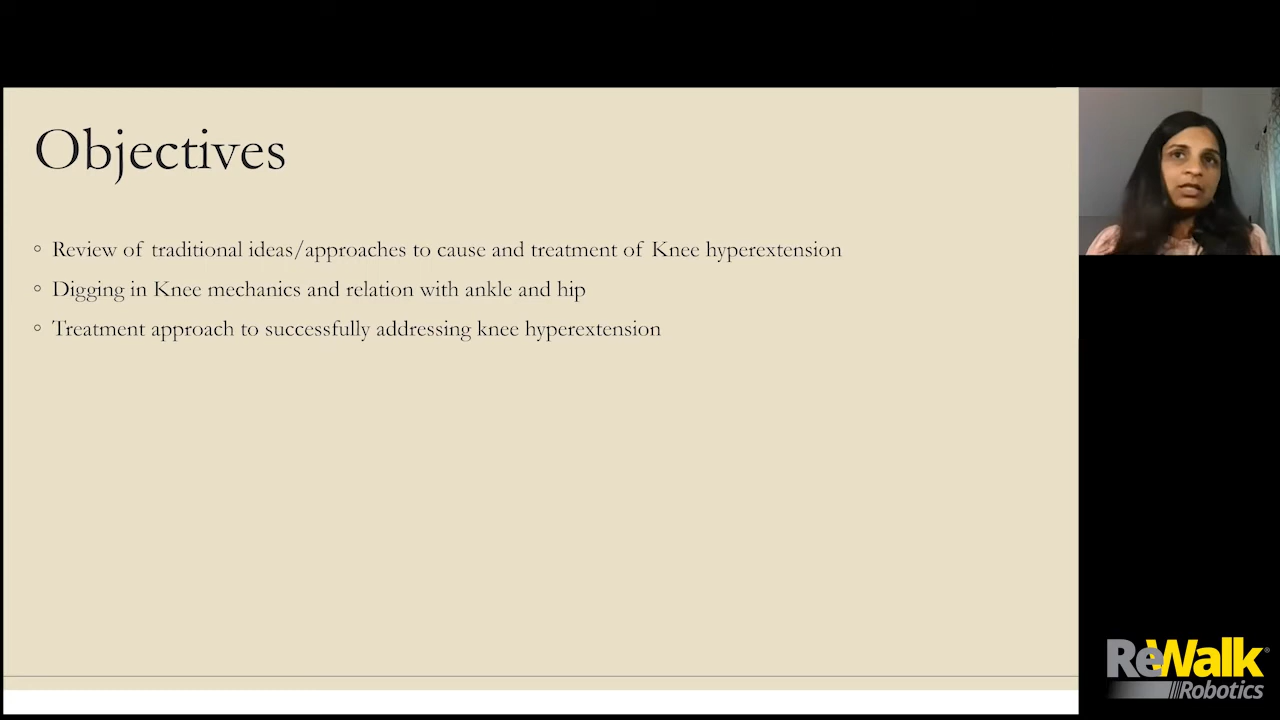 Objectives
◦ Review of traditional ideas/approaches to cause and treatment of Knee hyperextension
◦ Digging in Knee mechanics and relation with ankle and hip
◦ Treatment approach to successfully addressing knee hyperextension
ReWalk®
Robotics